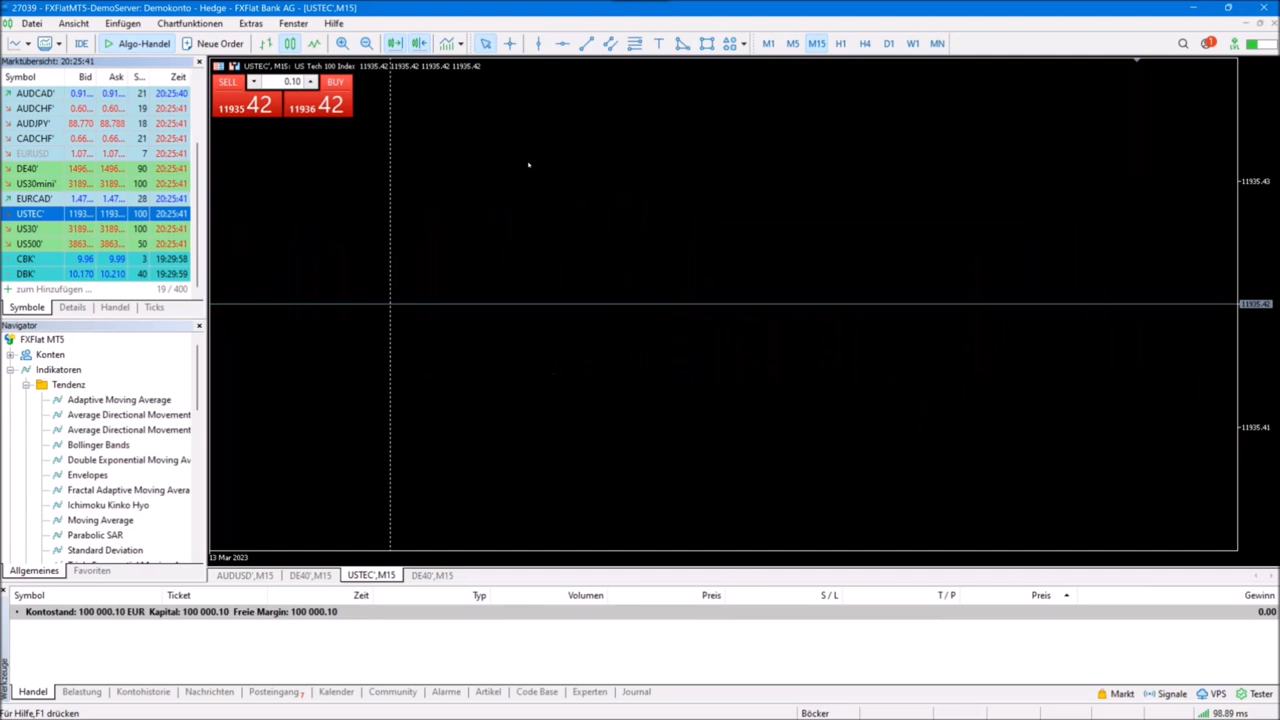 27039 - FXFlatMT5-DemoServer: Demokonto - Hedge - FXFlat Bank AG - [USTEC',M15]
Datei Ansicht Einfügen Chartfunktionen Extras Fenster Hilfe
IDE Algo-Handel Neue Order M1 M5 M15 H1 H4 D1 W1 MN
Marktübersicht: 20:25:41
Symbol Bid Ask S... Zeit
AUDCAD' 0.91... 0.91... 21 20:25:40
AUDCHF' 0.60... 0.60... 19 20:25:41
AUDJPY' 88.770 88.788 18 20:25:41
CADCHF' 0.66... 0.66... 21 20:25:41
EURUSD 1.07... 1.07... 7 20:25:41
DE40' 1496... 1496... 90 20:25:41
US30mini' 3189... 3189... 100 20:25:41
EURCAD' 1.47... 1.47... 28 20:25:41
USTEC' 1193... 1193... 100 20:25:41
US30' 3189... 3189... 100 20:25:41
US500' 3863... 3863... 50 20:25:41
CBK' 9.96 9.99 3 19:29:58
DBK' 10.170 10.210 40 19:29:59
zum Hinzufügen ... 19 / 400
Symbole Details Handel Ticks
Navigator
FXFlat MT5
Konten
Indikatoren
Tendenz
Adaptive Moving Average
Average Directional Movement
Average Directional Movement
Bollinger Bands
Double Exponential Moving Av
Envelopes
Fractal Adaptive Moving Avera
Ichimoku Kinko Hyo
Moving Average
Parabolic SAR
Standard Deviation
Allgemeines Favoriten
USTEC', M15: US Tech 100 Index 11935.42 11935.42 11935.42 11935.42
SELL 0.10 BUY
11935 42 11936 42
11935.43
11935.42
11935.41
13 Mar 2023
AUDUSD',M15 DE40',M15 USTEC',M15 DE40',M15
Symbol Ticket Zeit Typ Volumen Preis S / L T / P Preis Gewinn
Kontostand: 100 000.10 EUR Kapital: 100 000.10 Freie Margin: 100 000.10 0.00
Werkzeuge
Handel Belastung Kontohistorie Nachrichten Posteingang 7 Kalender Community Alarme Artikel Code Base Experten Journal
Markt Signale VPS Tester
Für Hilfe,F1 drücken Böcker 98.89 ms